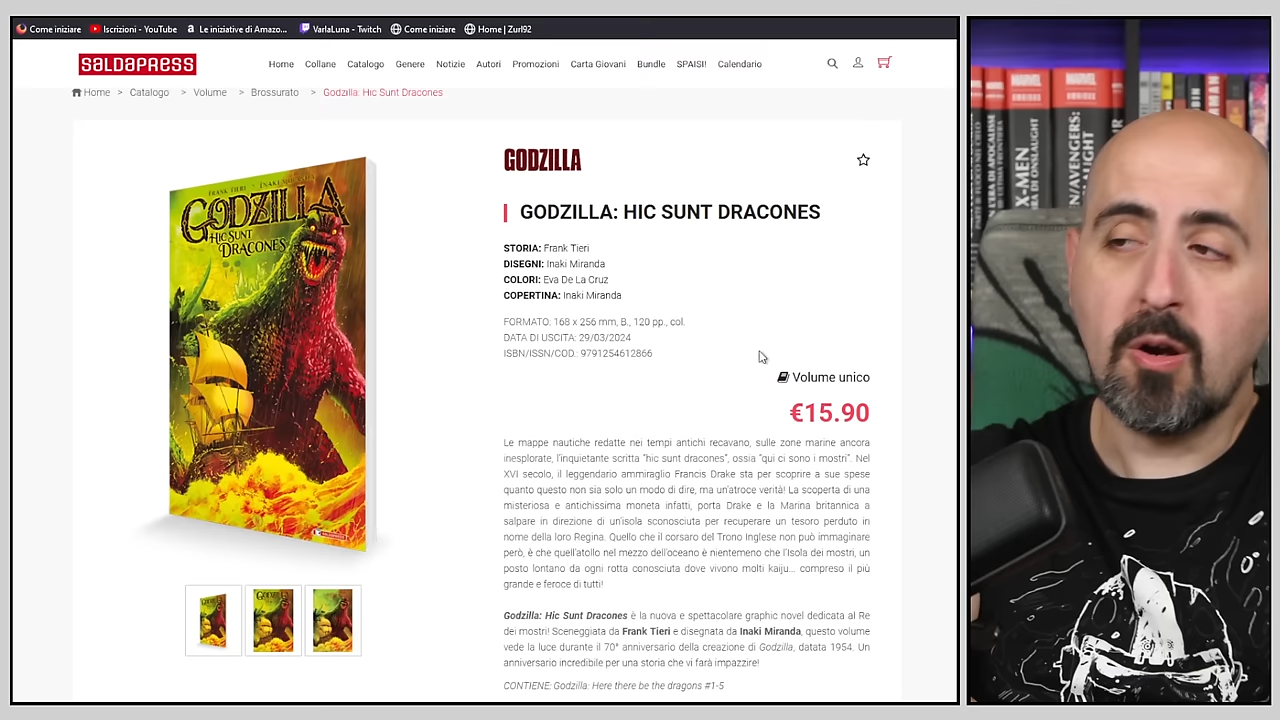 Come iniziare
Iscrizioni - YouTube
Le iniziative di Amazo...
VarlaLuna - Twitch
Come iniziare
Home | Zurl92
SALDAPRESS
Home Collane Catalogo Genere Notizie Autori Promozioni Carta Giovani Bundle SPAISI! Calendario
Home > Catalogo > Volume > Brossurato > Godzilla: Hic Sunt Dracones
GODZILLA
GODZILLA: HIC SUNT DRACONES
STORIA: Frank Tieri
DISEGNI: Inaki Miranda
COLORI: Eva De La Cruz
COPERTINA: Inaki Miranda
FORMATO: 168 x 256 mm, B., 120 pp., col.
DATA DI USCITA: 29/03/2024
ISBN/ISSN/COD.: 9791254612866
Volume unico
€15.90
Le mappe nautiche redatte nei tempi antichi recavano, sulle zone marine ancora
inesplorate, l'inquietante scritta "hic sunt dracones", ossia "qui ci sono i mostri". Nel
XVI secolo, il leggendario ammiraglio Francis Drake sta per scoprire a sue spese
quanto questo non sia solo un modo di dire, ma un'atroce verità! La scoperta di una
misteriosa e antichissima moneta infatti, porta Drake e la Marina britannica a
salpare in direzione di un'isola sconosciuta per recuperare un tesoro perduto in
nome della loro Regina. Quello che il corsaro del Trono Inglese non può immaginare
però, è che quell'atollo nel mezzo dell'oceano è nientemeno che l'Isola dei mostri, un
posto lontano da ogni rotta conosciuta dove vivono molti kaiju... compreso il più
grande e feroce di tutti!
Godzilla: Hic Sunt Dracones è la nuova e spettacolare graphic novel dedicata al Re
dei mostri! Sceneggiata da Frank Tieri e disegnata da Inaki Miranda, questo volume
vede la luce durante il 70° anniversario della creazione di Godzilla, datata 1954. Un
anniversario incredibile per una storia che vi farà impazzire!
CONTIENE: Godzilla: Here there be the dragons #1-5
FRANK TIERI
GODZILLA
HIC SUNT
DRACONES
MARVEL
OMNIBUS
X-MEN